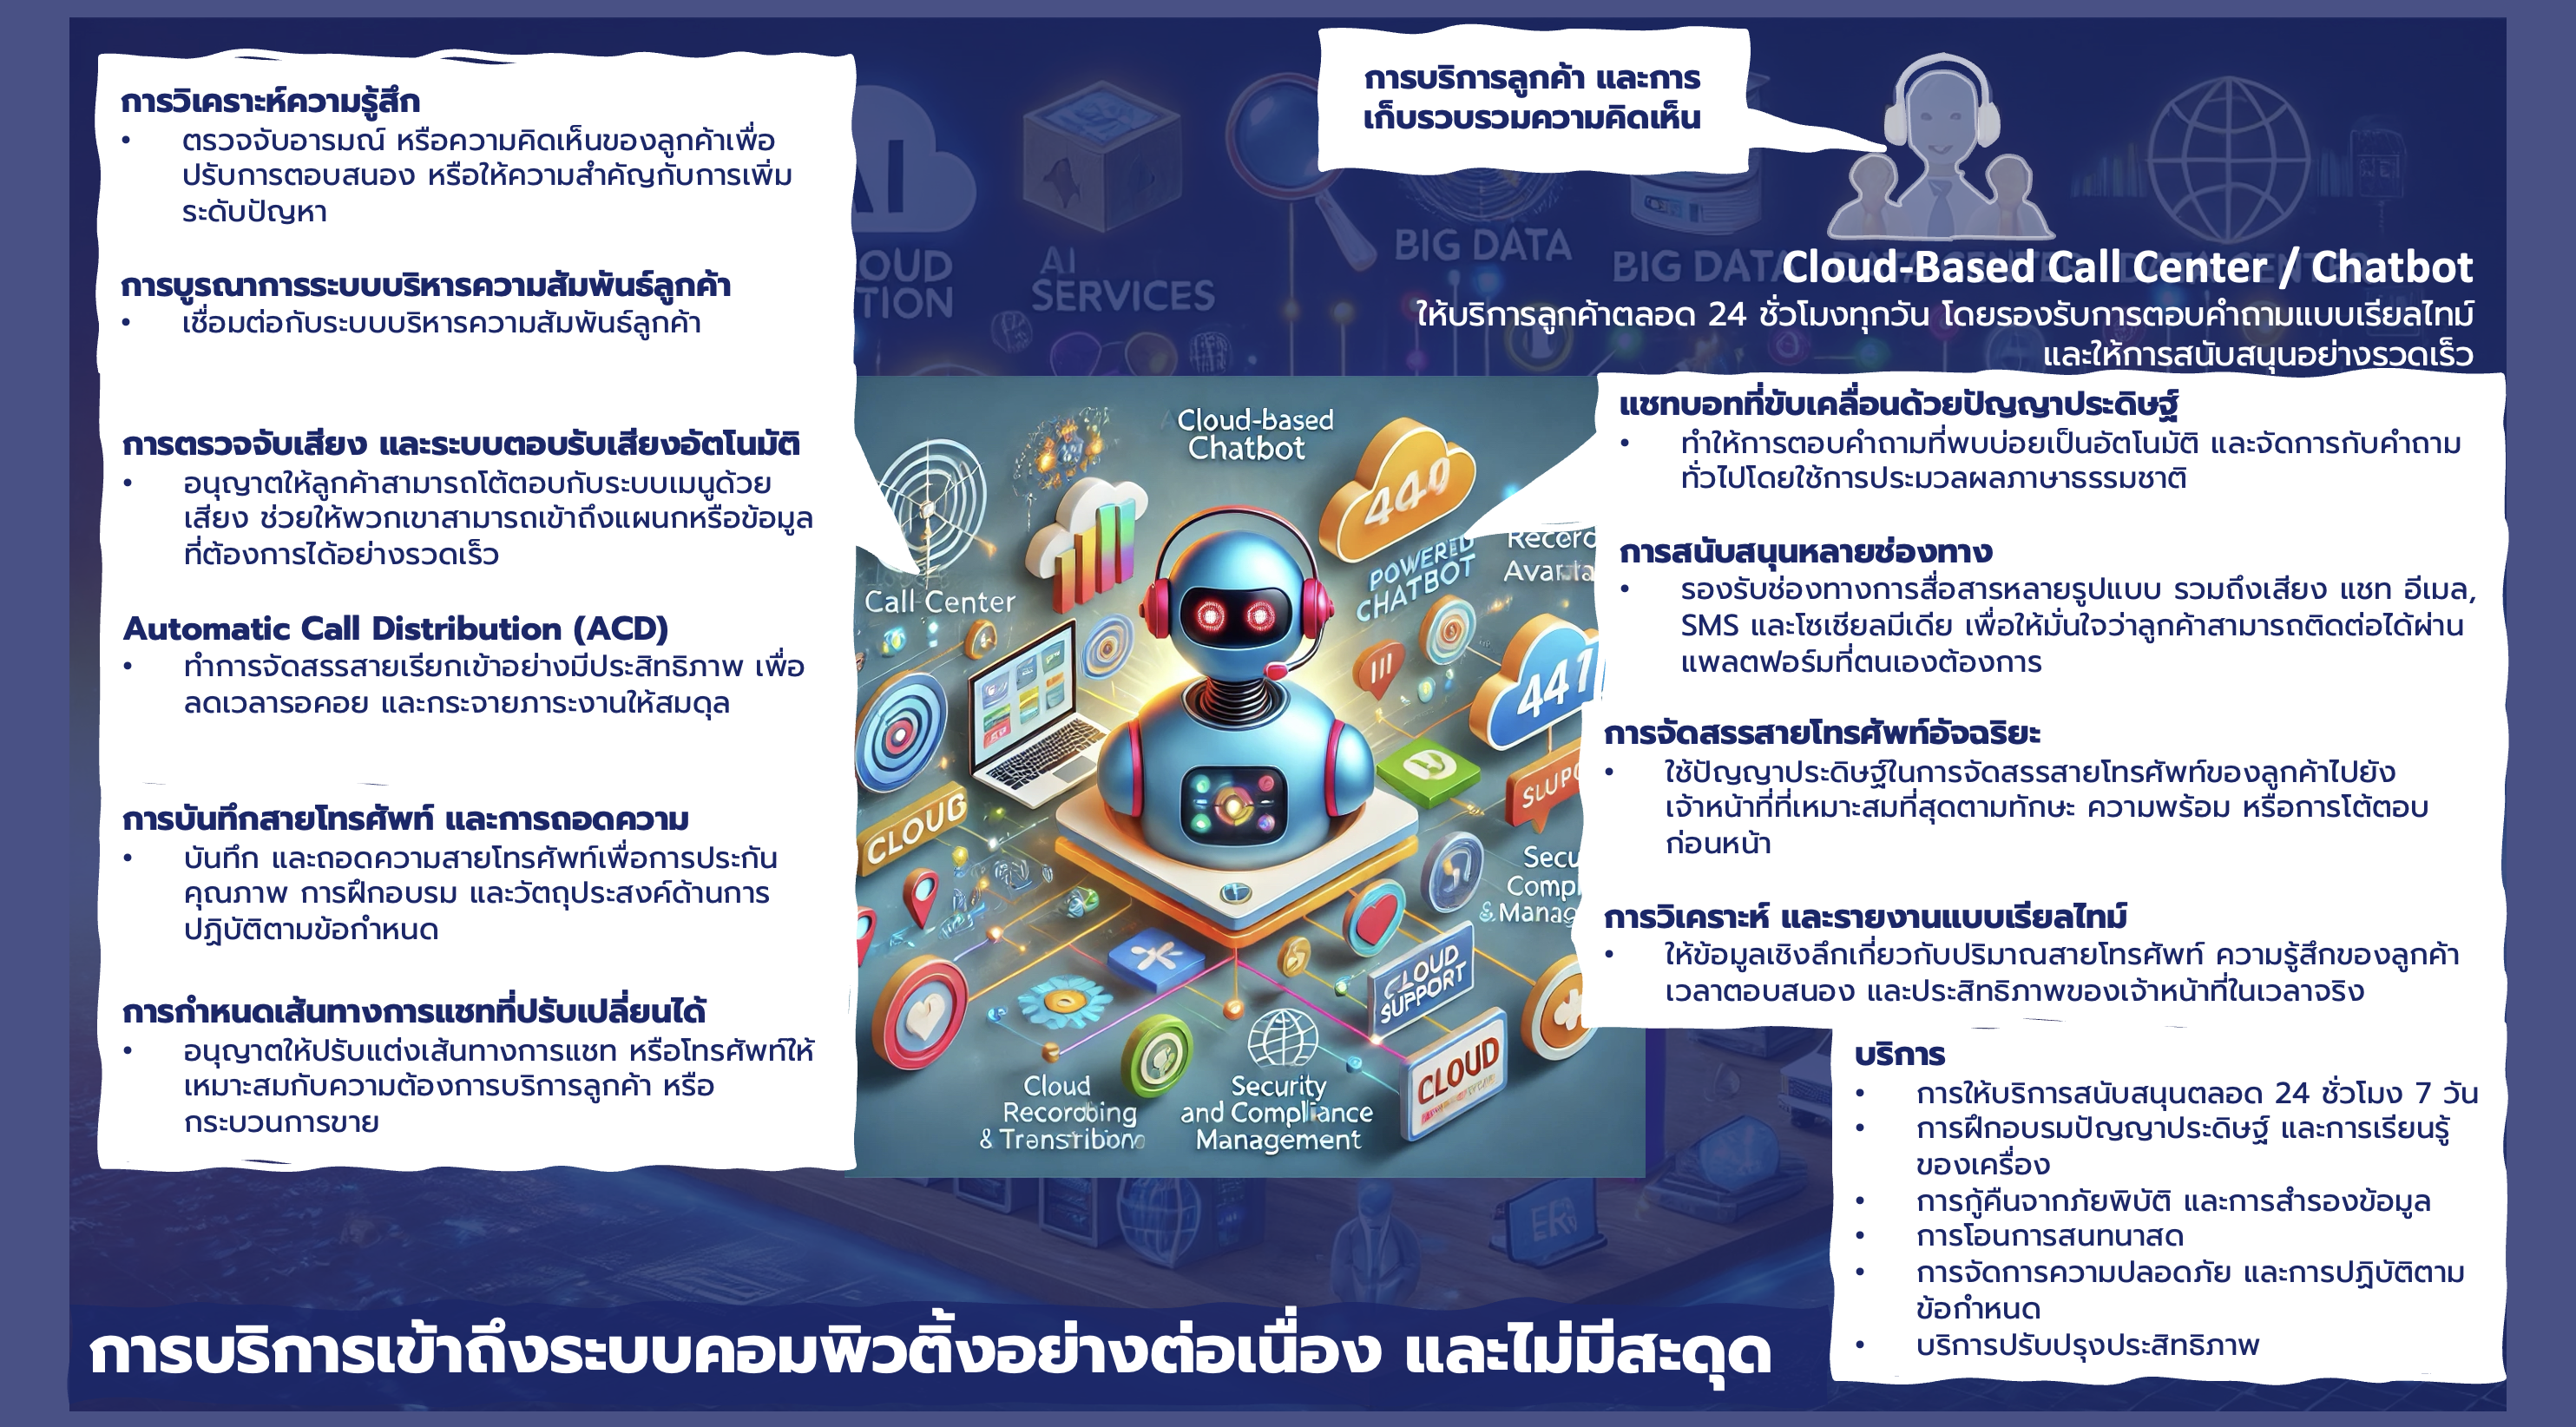 การวิเคราะห์ความรู้สึก
• ตรวจจับอารมณ์ หรือความคิดเห็นของลูกค้าเพื่อ
ปรับการตอบสนอง หรือให้ความสำคัญกับการเพิ่ม
ระดับปัญหา
การบูรณาการระบบบริหารความสัมพันธ์ลูกค้า
• เชื่อมต่อกับระบบบริหารความสัมพันธ์ลูกค้า
การตรวจจับเสียง และระบบตอบรับเสียงอัตโนมัติ
• อนุญาตให้ลูกค้าสามารถโต้ตอบกับระบบเมนูด้วย
เสียง ช่วยให้พวกเขาสามารถเข้าถึงแผนกหรือข้อมูล
ที่ต้องการได้อย่างรวดเร็ว
Automatic Call Distribution (ACD)
• ทำการจัดสรรสายเรียกเข้าอย่างมีประสิทธิภาพ เพื่อ
ลดเวลารอคอย และกระจายภาระงานให้สมดุล
การบันทึกสายโทรศัพท์ และการถอดความ
• บันทึก และถอดความสายโทรศัพท์เพื่อการประกัน
คุณภาพ การฝึกอบรม และวัตถุประสงค์ด้านการ
ปฏิบัติตามข้อกำหนด
การกำหนดเส้นทางการแชทที่ปรับเปลี่ยนได้
• อนุญาตให้ปรับแต่งเส้นทางการแชท หรือโทรศัพท์ให้
เหมาะสมกับความต้องการบริการลูกค้า หรือ
กระบวนการขาย
การบริการลูกค้า และการ
เก็บรวบรวมความคิดเห็น
AI
SERVICES
BIG DATA
BIG DATA
Cloud-Based Call Center / Chatbot
ให้บริการลูกค้าตลอด 24 ชั่วโมงทุกวัน โดยรองรับการตอบคำถามแบบเรียลไทม์
และให้การสนับสนุนอย่างรวดเร็ว
Cloud-based
Chatbot
440
POWERED
CHATBOT
Call Center
441
CLOUD
SUPPORT
CLOUD
Cloud
Recordbing
& Transtribong
Security
and Compliance
Management
แชทบอทที่ขับเคลื่อนด้วยปัญญาประดิษฐ์
• ทำให้การตอบคำถามที่พบบ่อยเป็นอัตโนมัติ และจัดการกับคำถาม
ทั่วไปโดยใช้การประมวลผลภาษาธรรมชาติ
การสนับสนุนหลายช่องทาง
• รองรับช่องทางการสื่อสารหลายรูปแบบ รวมถึงเสียง แชท อีเมล,
SMS และโซเชียลมีเดีย เพื่อให้มั่นใจว่าลูกค้าสามารถติดต่อได้ผ่าน
แพลตฟอร์มที่ตนเองต้องการ
การจัดสรรสายโทรศัพท์อัจฉริยะ
• ใช้ปัญญาประดิษฐ์ในการจัดสรรสายโทรศัพท์ของลูกค้าไปยัง
เจ้าหน้าที่ที่เหมาะสมที่สุดตามทักษะ ความพร้อม หรือการโต้ตอบ
ก่อนหน้า
การวิเคราะห์ และรายงานแบบเรียลไทม์
• ให้ข้อมูลเชิงลึกเกี่ยวกับปริมาณสายโทรศัพท์ ความรู้สึกของลูกค้า
เวลาตอบสนอง และประสิทธิภาพของเจ้าหน้าที่ในเวลาจริง
บริการ
• การให้บริการสนับสนุนตลอด 24 ชั่วโมง 7 วัน
• การฝึกอบรมปัญญาประดิษฐ์ และการเรียนรู้
ของเครื่อง
• การกู้คืนจากภัยพิบัติ และการสำรองข้อมูล
• การโอนการสนทนาสด
• การจัดการความปลอดภัย และการปฏิบัติตาม
ข้อกำหนด
• บริการปรับปรุงประสิทธิภาพ
การบริการเข้าถึงระบบคอมพิวติ้งอย่างต่อเนื่อง และไม่มีสะดุด